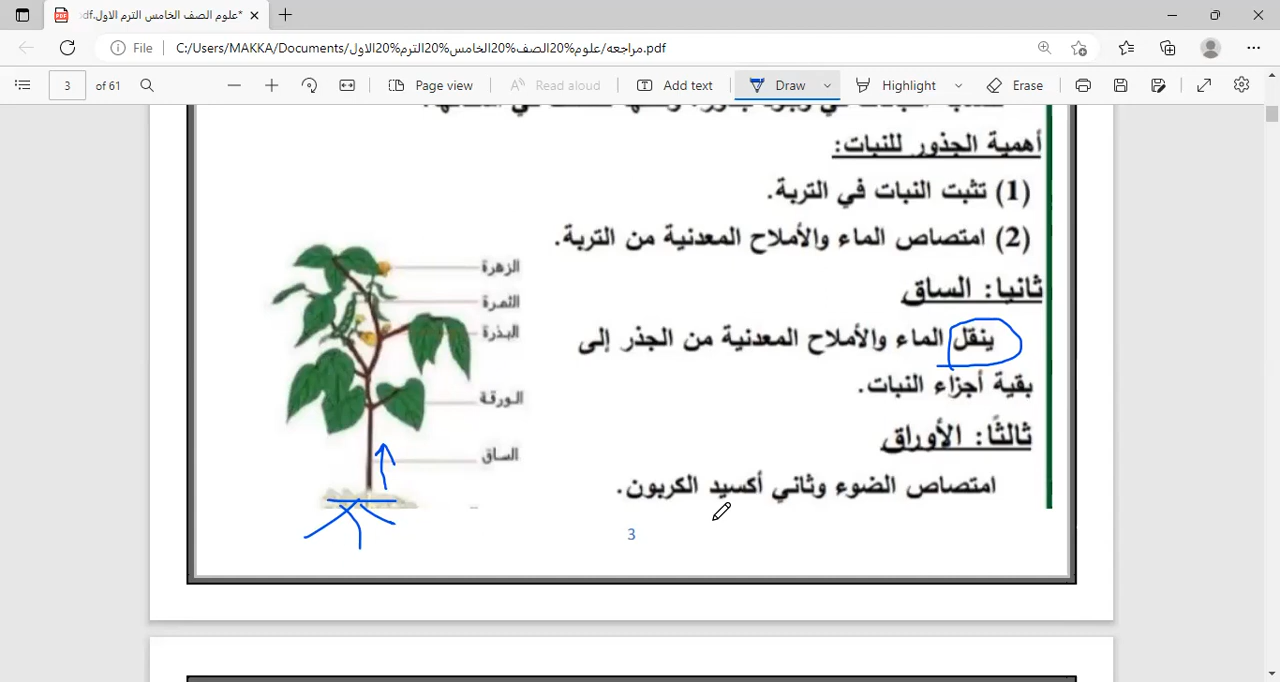 علوم الصف الخامس الترم الاول.pdf*
File
C:/Users/MAKKA/Documents/مراجعه/علوم%20الصف%20الخامس%20الترم%20الاول.pdf
3 of 61
Page view
Read aloud
Add text
Draw
Highlight
Erase
أهمية الجذور للنبات:
(1) تثبت النبات في التربة.
(2) امتصاص الماء والأملاح المعدنية من التربة.
ثانيا: الساق
ينقل الماء والأملاح المعدنية من الجذر إلى
بقية أجزاء النبات.
ثالثًا: الأوراق
امتصاص الضوء وثاني أكسيد الكربون.
الزهرة
الثمرة
البذرة
الورقة
الساق
3